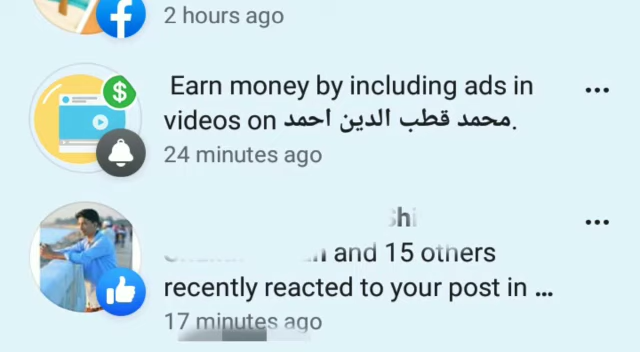 2 hours ago
Earn money by including ads in
videos on محمد قطب الدين احمد.
24 minutes ago
and 15 others
recently reacted to your post in ...
17 minutes ago